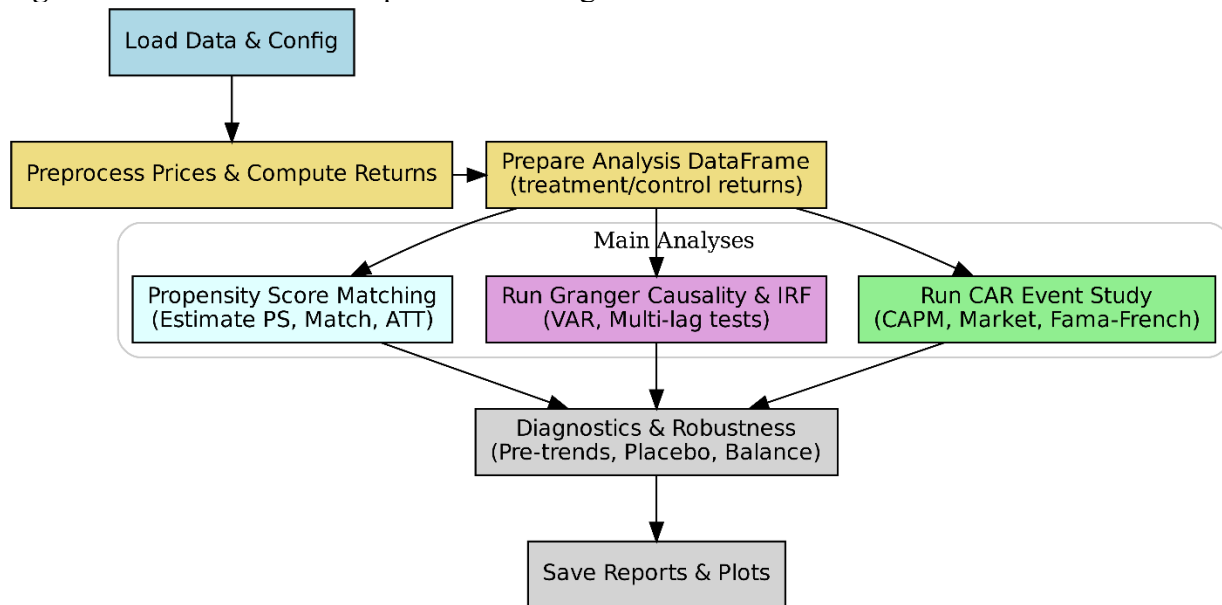 Load Data & Config
Preprocess Prices & Compute Returns
Prepare Analysis DataFrame
(treatment/control returns)
Main Analyses
Propensity Score Matching
(Estimate PS, Match, ATT)
Run Granger Causality & IRF
(VAR, Multi-lag tests)
Run CAR Event Study
(CAPM, Market, Fama-French)
Diagnostics & Robustness
(Pre-trends, Placebo, Balance)
Save Reports & Plots